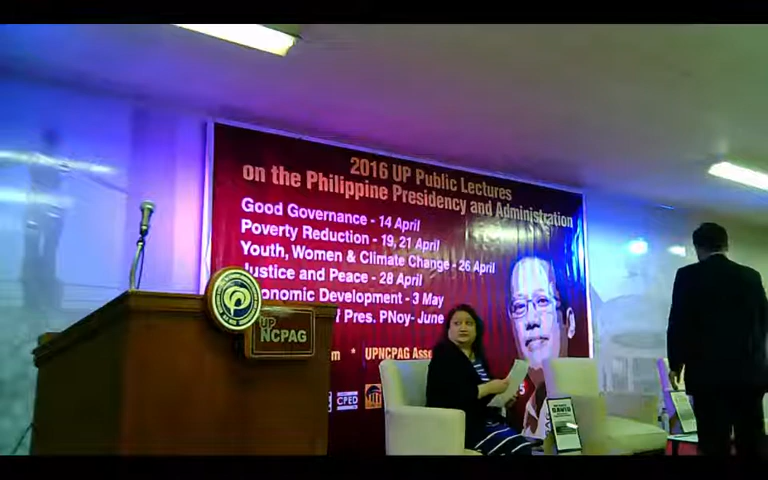 2016 UP Public Lectures
on the Philippine Presidency and Administration
Good Governance - 14 April
Poverty Reduction - 19, 21 April
Youth, Women & Climate Change - 26 April
Justice and Peace - 28 April
onomic Development - 3 May
Pres. PNoy- June
* UPNCPAG Asse
UP
NCPAG
CPED
DAVID